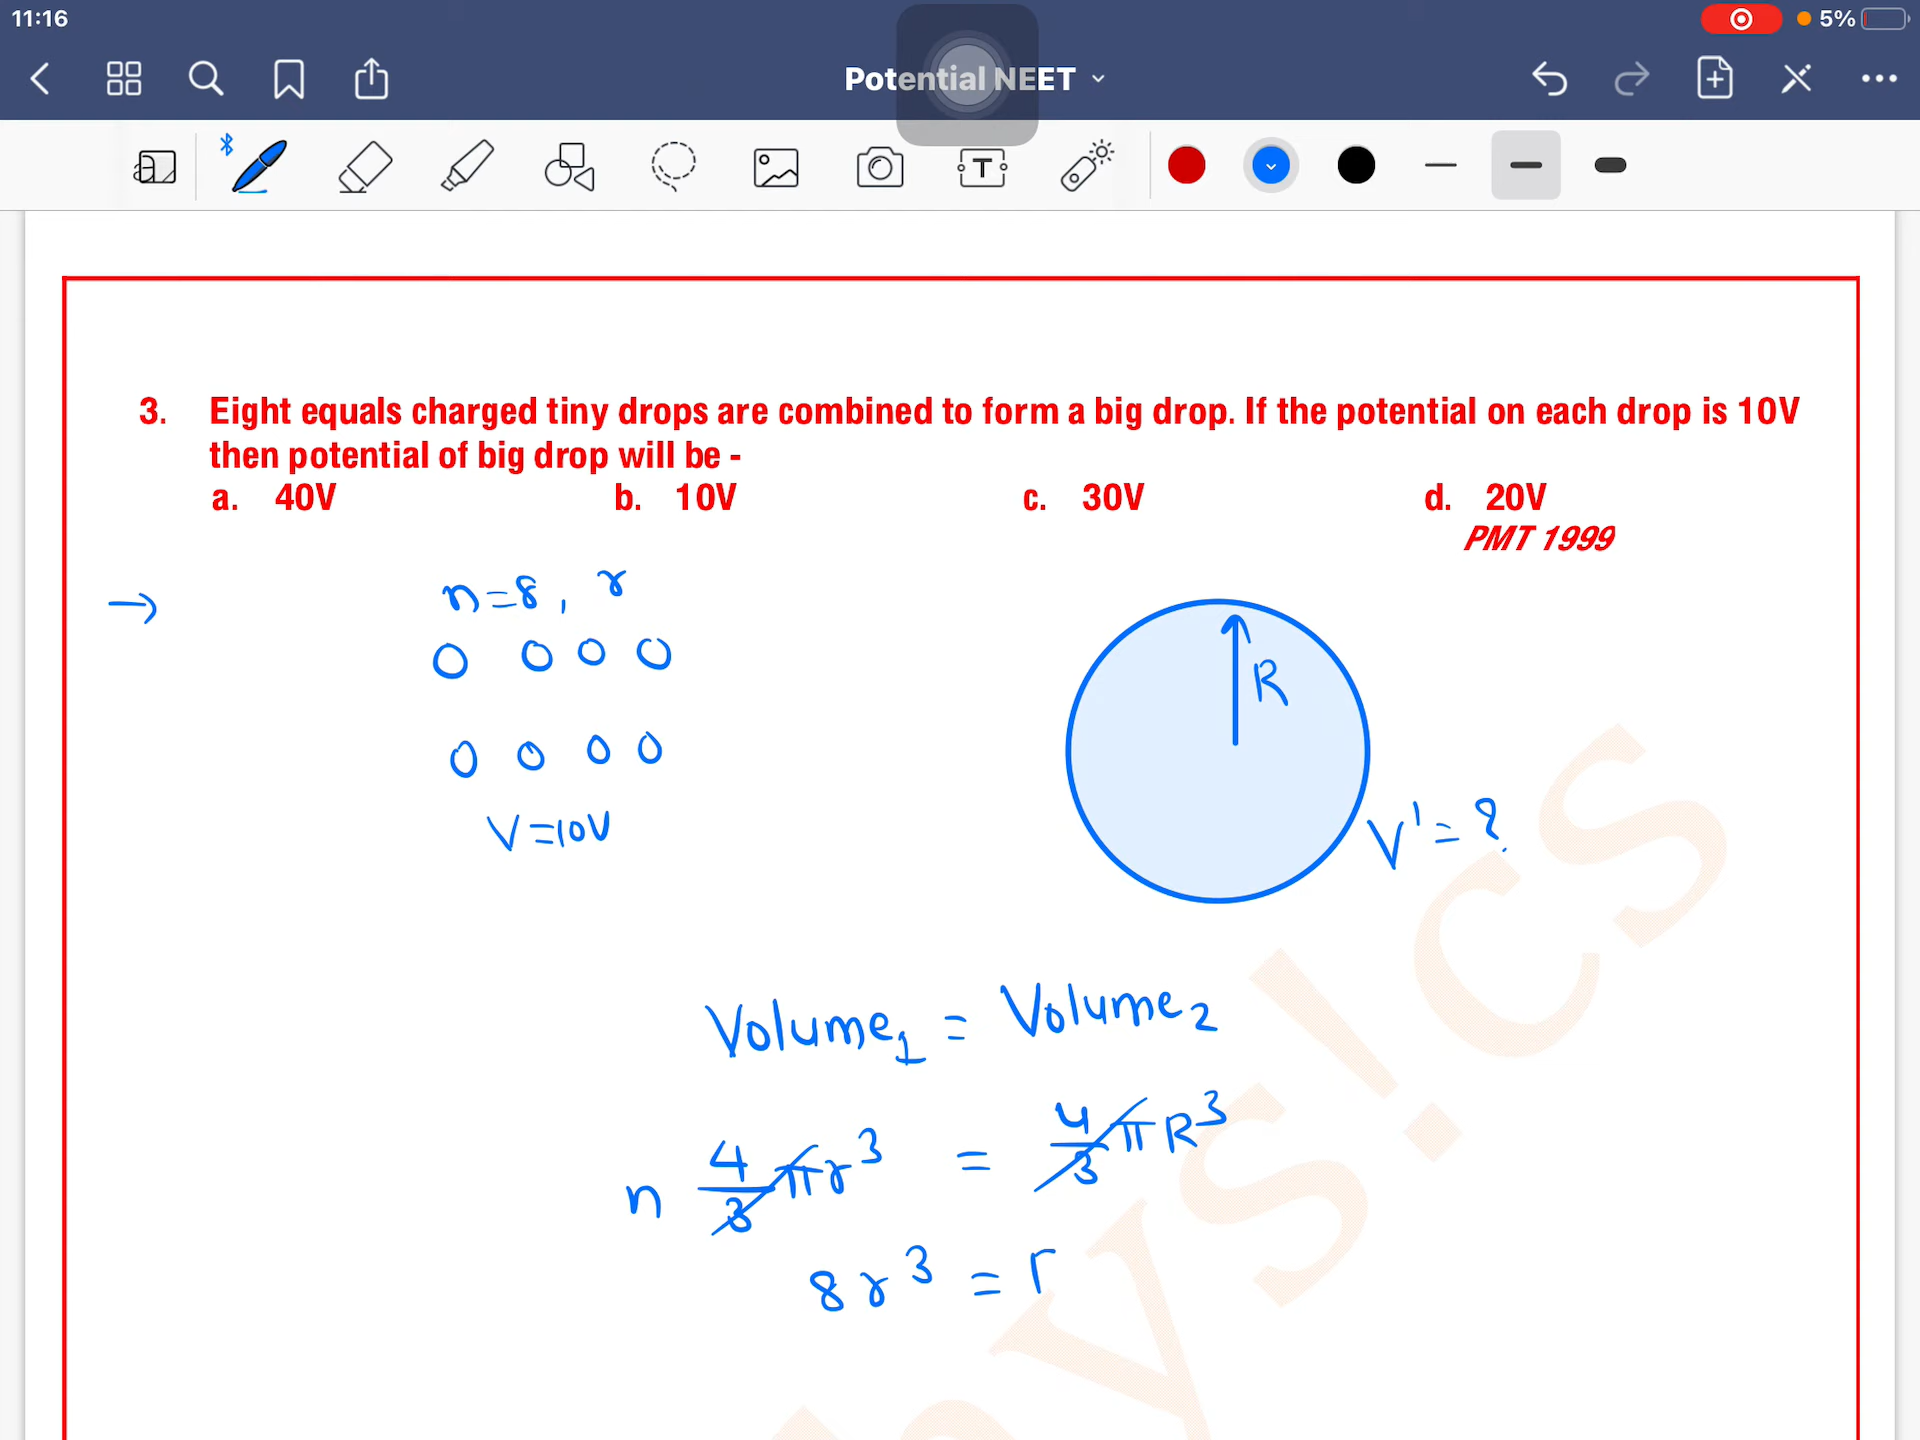 11:16
5%
Potential NEET
3. Eight equals charged tiny drops are combined to form a big drop. If the potential on each drop is 10V
then potential of big drop will be -
a. 40V b. 10V c. 30V d. 20V
PMT 1999
→ n=8, r
R
V=10V
V'=?
Volume₁ = Volume₂
n 4/3 πr³ = 4/3 πR³
8r³ =
ys!cs